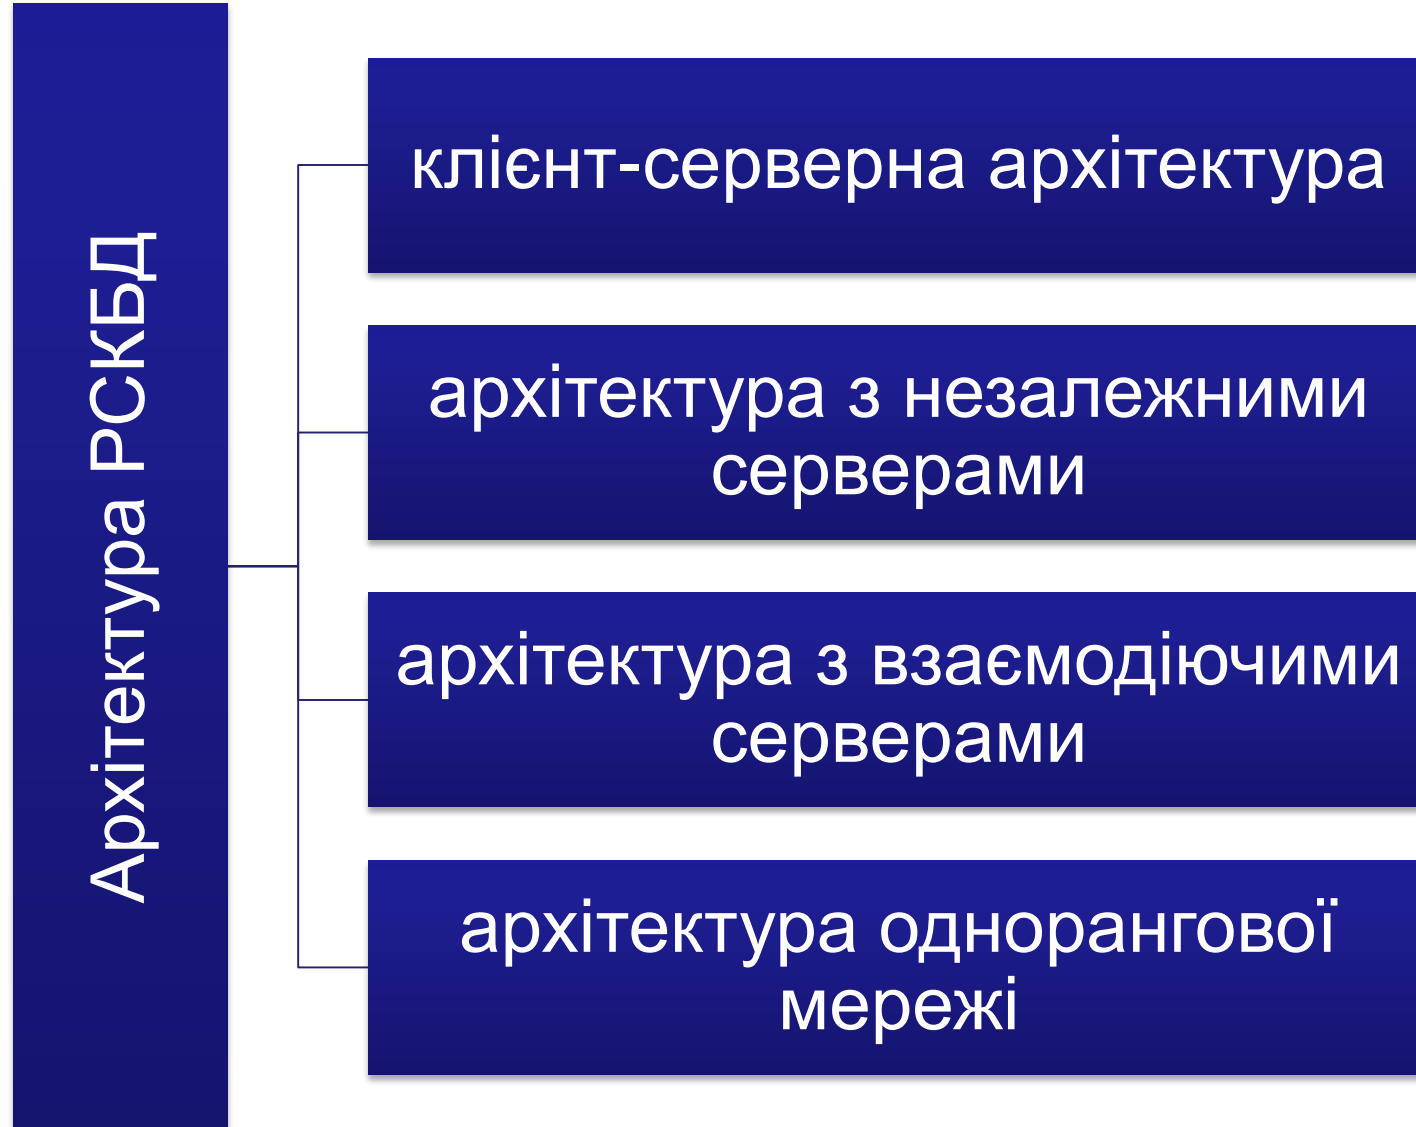 Архітектура РСКБД
клієнт-серверна архітектура
архітектура з незалежними
серверами
архітектура з взаємодіючими
серверами
архітектура однорангової
мережі